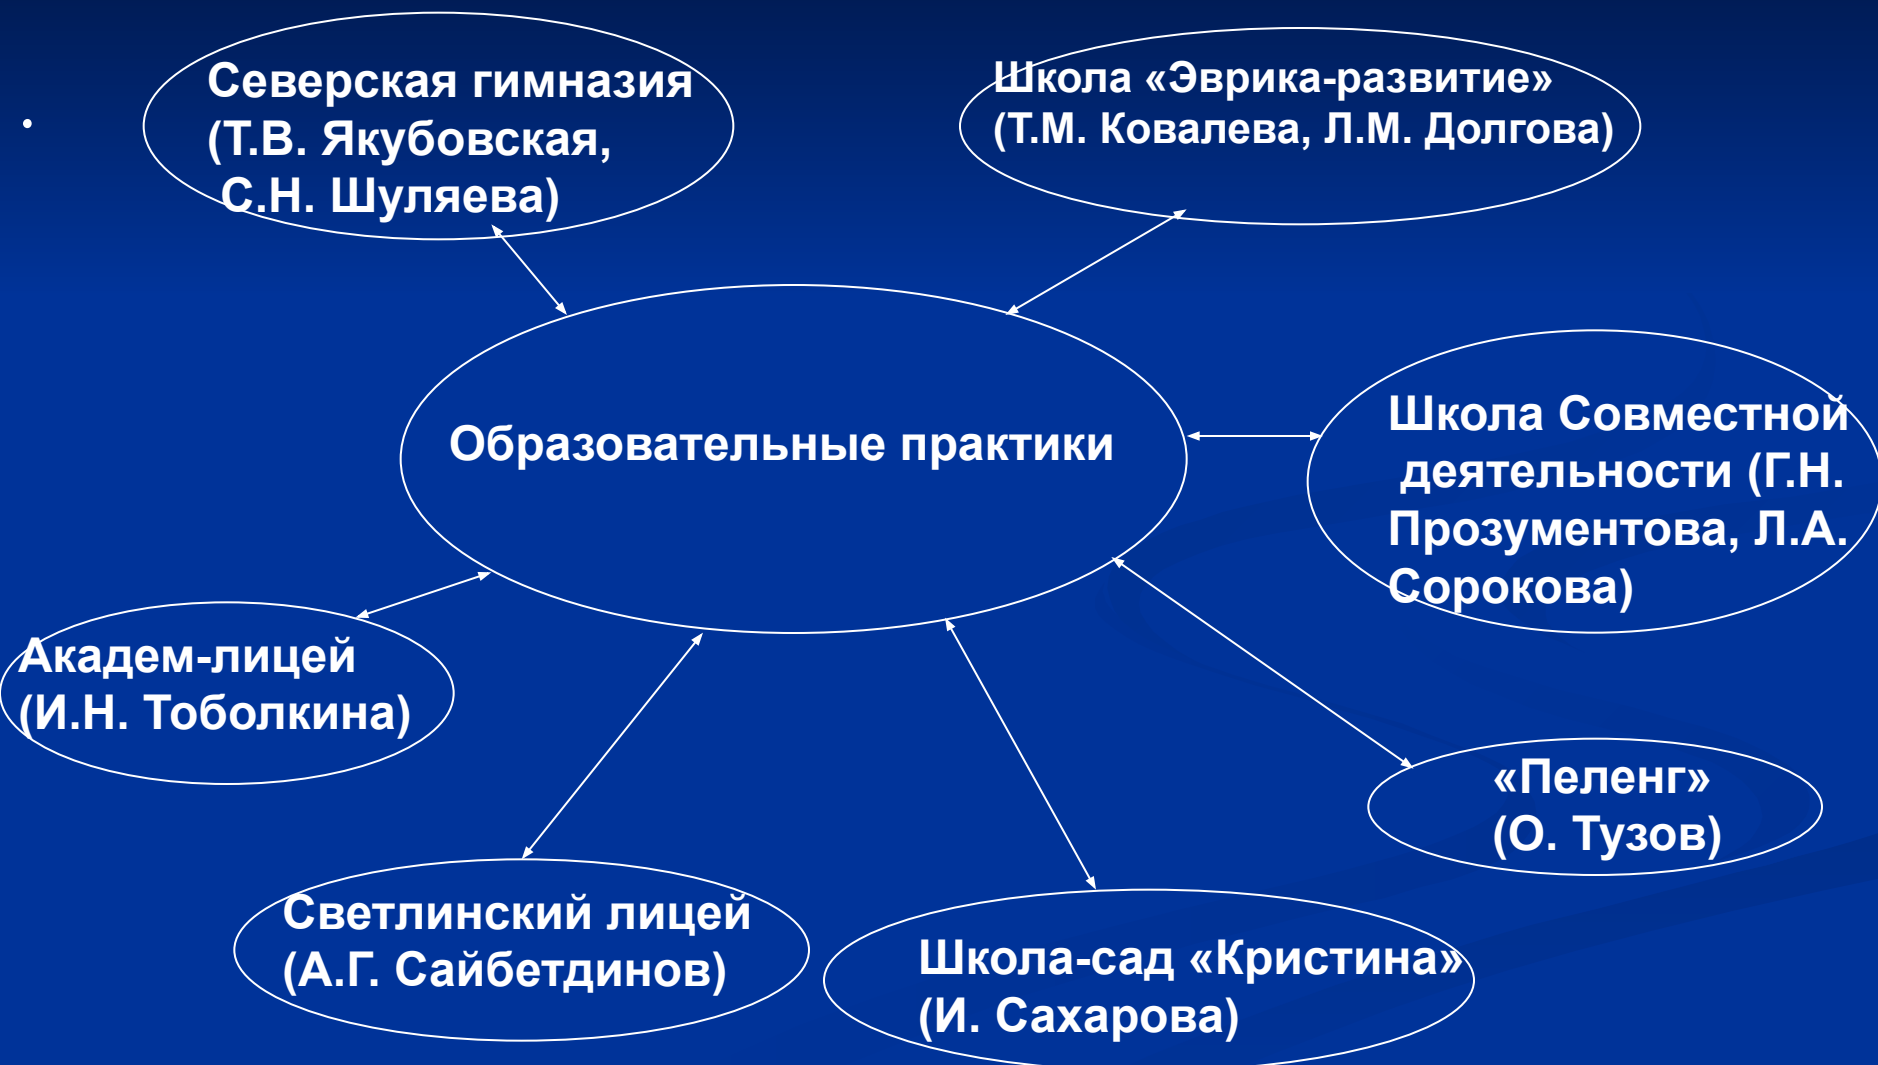 Северская гимназия
(Т.В. Якубовская,
С.Н. Шуляева)
Школа «Эврика-развитие»
(Т.М. Ковалева, Л.М. Долгова)
Образовательные практики
Школа Совместной
деятельности (Г.Н.
Прозументова, Л.А.
Сорокова)
Академ-лицей
(И.Н. Тоболкина)
«Пеленг»
(О. Тузов)
Светлинский лицей
(А.Г. Сайбетдинов)
Школа-сад «Кристина»
(И. Сахарова)